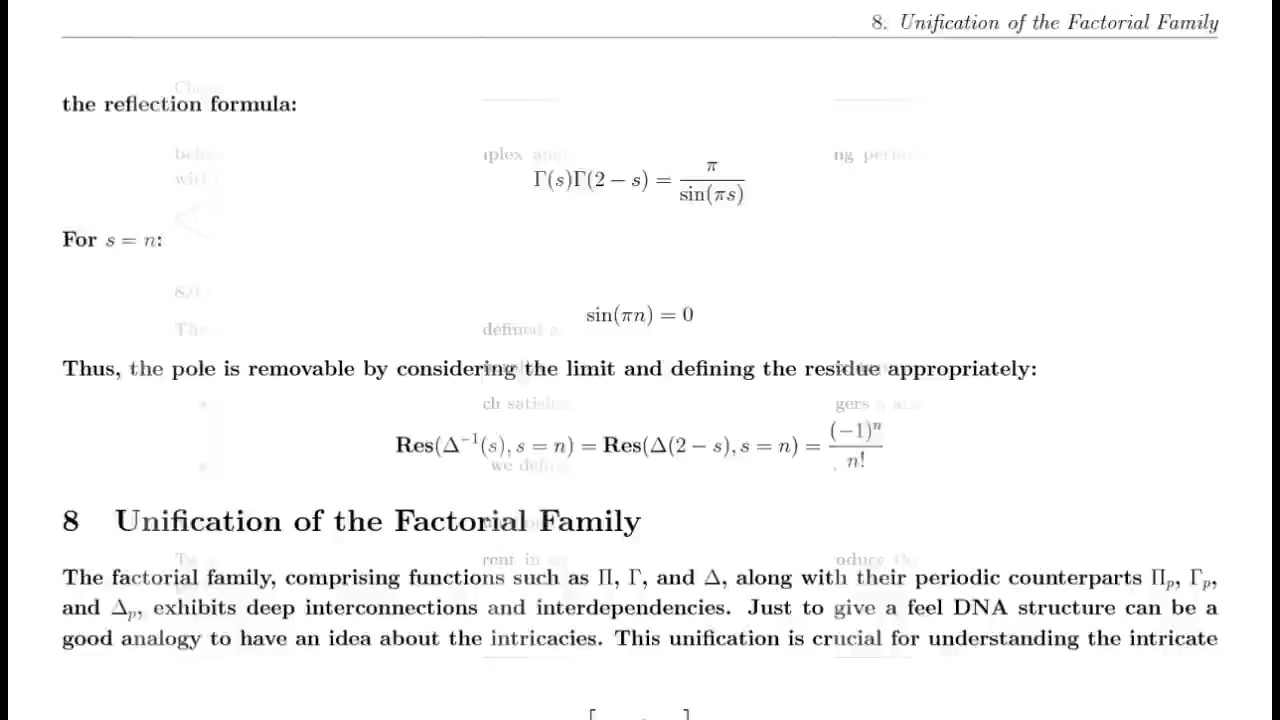 8. Unification of the Factorial Family
the reflection formula:
Γ(s)Γ(2 − s) = π / sin(πs)
For s = n:
sin(πn) = 0
Thus, the pole is removable by considering the limit and defining the residue appropriately:
Res(Δ⁻¹(s), s = n) = Res(Δ(2 − s), s = n) = (−1)ⁿ / n!
8 Unification of the Factorial Family
The factorial family, comprising functions such as Π, Γ, and Δ, along with their periodic counterparts Πₚ, Γₚ,
and Δₚ, exhibits deep interconnections and interdependencies. Just to give a feel DNA structure can be a
good analogy to have an idea about the intricacies. This unification is crucial for understanding the intricate